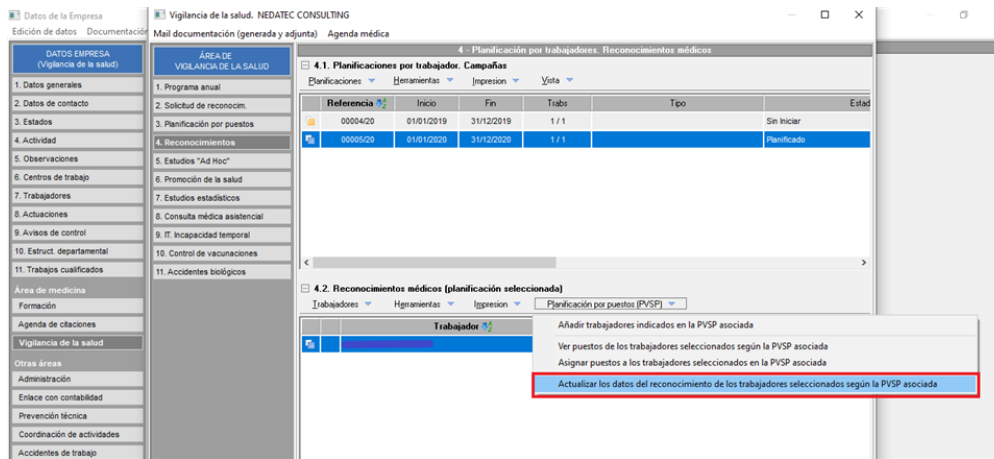 Datos de la Empresa
Edición de datos Documentación
DATOS EMPRESA
(Vigilancia de la salud)
1. Datos generales
2. Datos de contacto
3. Estados
4. Actividad
5. Observaciones
6. Centros de trabajo
7. Trabajadores
8. Actuaciones
9. Avisos de control
10. Estruct. departamental
11. Trabajos cualificados
Área de medicina
Formación
Agenda de citaciones
Vigilancia de la salud
Otras áreas
Administración
Enlace con contabilidad
Prevención técnica
Coordinación de actividades
Accidentes de trabajo
Vigilancia de la salud. NEDATEC CONSULTING
Mail documentación (generada y adjunta) Agenda médica
ÁREA DE
VIGILANCIA DE LA SALUD
1. Programa anual
2. Solicitud de reconocim.
3. Planificación por puestos
4. Reconocimientos
5. Estudios "Ad Hoc"
6. Promoción de la salud
7. Estudios estadísticos
8. Consulta médica asistencial
9. IT. Incapacidad temporal
10. Control de vacunaciones
11. Accidentes biológicos
4 - Planificación por trabajadores. Reconocimientos médicos
4.1. Planificaciones por trabajador. Campañas
Planificaciones Herramientas Impresion Vista
Referencia Inicio Fin Trabs Tipo Estad
00004/20 01/01/2019 31/12/2019 1 / 1 Sin Iniciar
00005/20 01/01/2020 31/12/2020 1 / 1 Planificado
4.2. Reconocimientos médicos (planificación seleccionada)
Trabajadores Herramientas Impresion Planificación por puestos (PVSP)
Trabajador
Añadir trabajadores indicados en la PVSP asociada
Ver puestos de los trabajadores seleccionados según la PVSP asociada
Asignar puestos a los trabajadores seleccionados en la PVSP asociada
Actualizar los datos del reconocimiento de los trabajadores seleccionados según la PVSP asociada